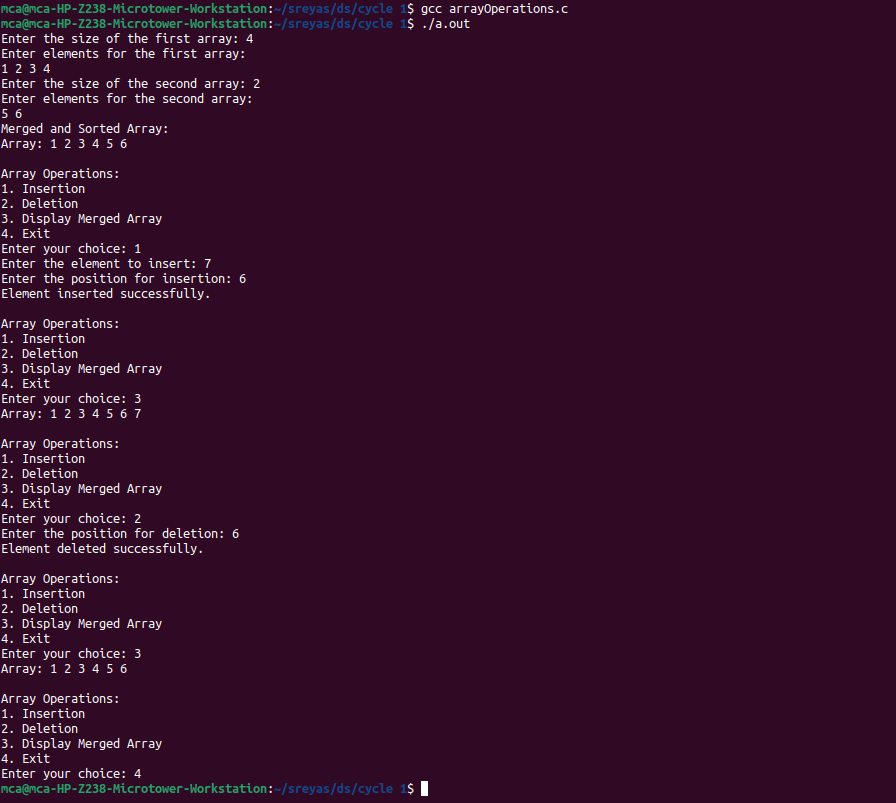 mca@mca-HP-Z238-Microtower-Workstation:~/sreyas/ds/cycle 1$ gcc arrayOperations.c
mca@mca-HP-Z238-Microtower-Workstation:~/sreyas/ds/cycle 1$ ./a.out
Enter the size of the first array: 4
Enter elements for the first array:
1 2 3 4
Enter the size of the second array: 2
Enter elements for the second array:
5 6
Merged and Sorted Array:
Array: 1 2 3 4 5 6

Array Operations:
1. Insertion
2. Deletion
3. Display Merged Array
4. Exit
Enter your choice: 1
Enter the element to insert: 7
Enter the position for insertion: 6
Element inserted successfully.

Array Operations:
1. Insertion
2. Deletion
3. Display Merged Array
4. Exit
Enter your choice: 3
Array: 1 2 3 4 5 6 7

Array Operations:
1. Insertion
2. Deletion
3. Display Merged Array
4. Exit
Enter your choice: 2
Enter the position for deletion: 6
Element deleted successfully.

Array Operations:
1. Insertion
2. Deletion
3. Display Merged Array
4. Exit
Enter your choice: 3
Array: 1 2 3 4 5 6

Array Operations:
1. Insertion
2. Deletion
3. Display Merged Array
4. Exit
Enter your choice: 4
mca@mca-HP-Z238-Microtower-Workstation:~/sreyas/ds/cycle 1$